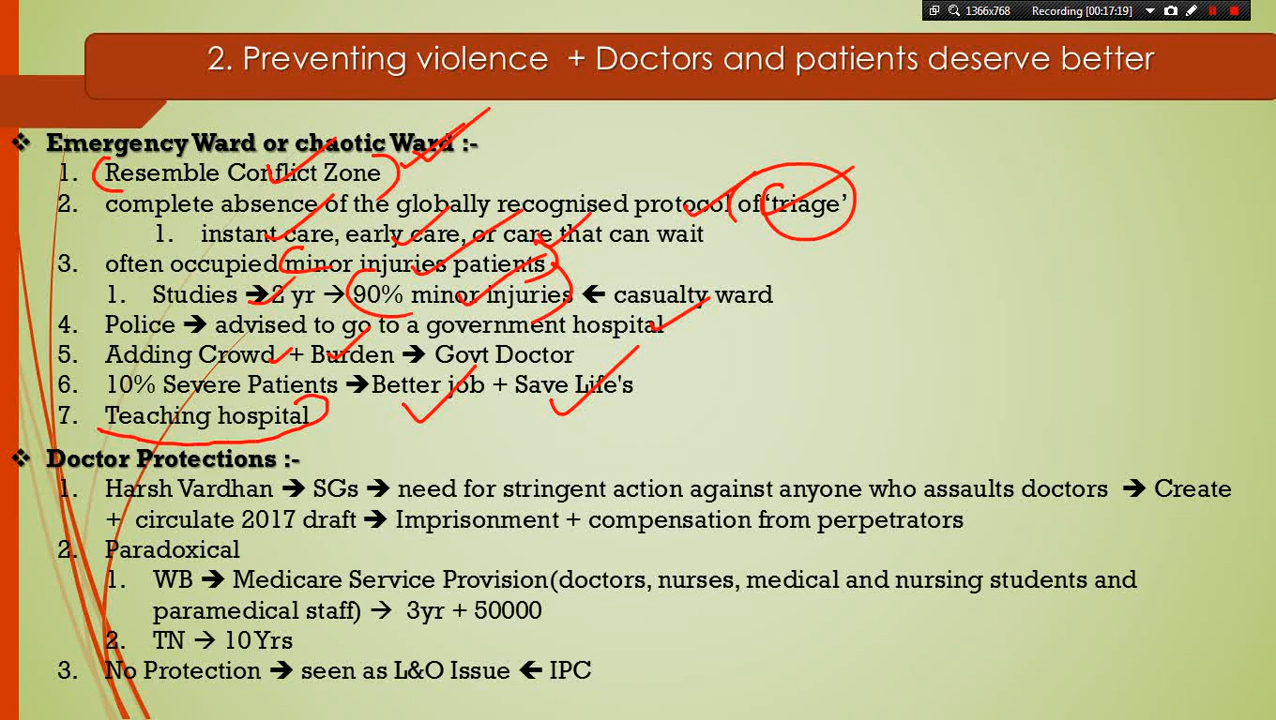 1366x768 Recording [00:17:19]
2. Preventing violence + Doctors and patients deserve better
❖ Emergency Ward or chaotic Ward :-
1. Resemble Conflict Zone
2. complete absence of the globally recognised protocol of ‘triage’
1. instant care, early care, or care that can wait
3. often occupied minor injuries patients
1. Studies ➔ 2 yr → 90% minor injuries 🡸 casualty ward
4. Police ➔ advised to go to a government hospital
5. Adding Crowd + Burden ➔ Govt Doctor
6. 10% Severe Patients ➔Better job + Save Life's
7. Teaching hospital
❖ Doctor Protections :-
1. Harsh Vardhan ➔ SGs ➔ need for stringent action against anyone who assaults doctors ➔ Create
+ circulate 2017 draft ➔ Imprisonment + compensation from perpetrators
2. Paradoxical
1. WB ➔ Medicare Service Provision(doctors, nurses, medical and nursing students and
paramedical staff) → 3yr + 50000
2. TN → 10 Yrs
3. No Protection ➔ seen as L&O Issue 🡸 IPC